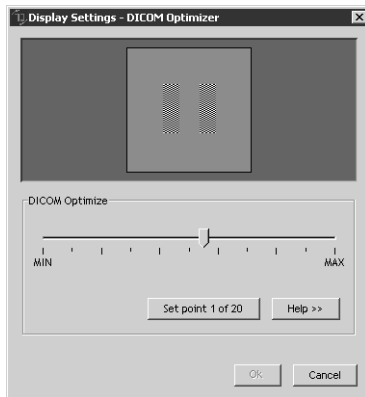 Display Settings - DICOM Optimizer
DICOM Optimize
MIN MAX
Set point 1 of 20 Help >>
Ok Cancel